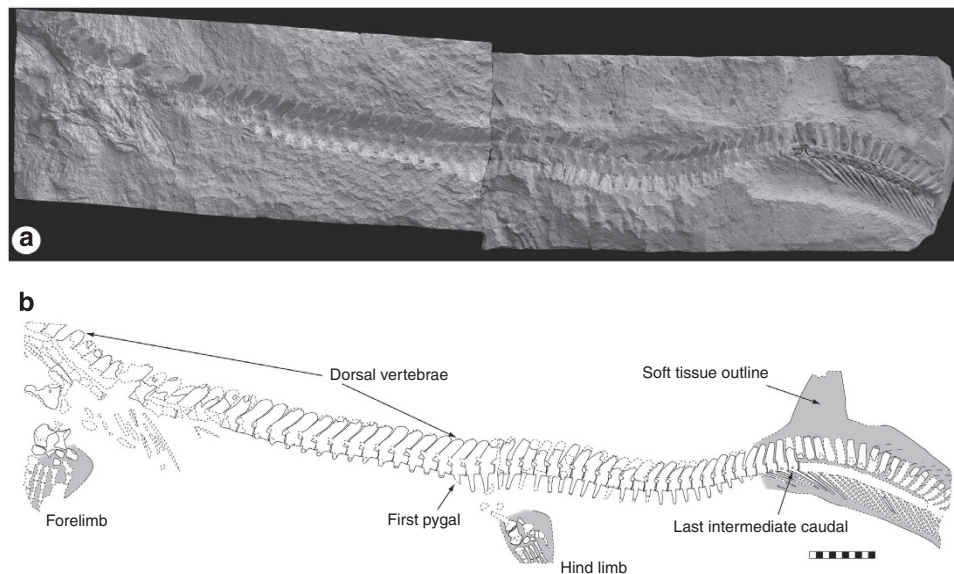 a
b
Dorsal vertebrae
Soft tissue outline
Forelimb
First pygal
Last intermediate caudal
Hind limb